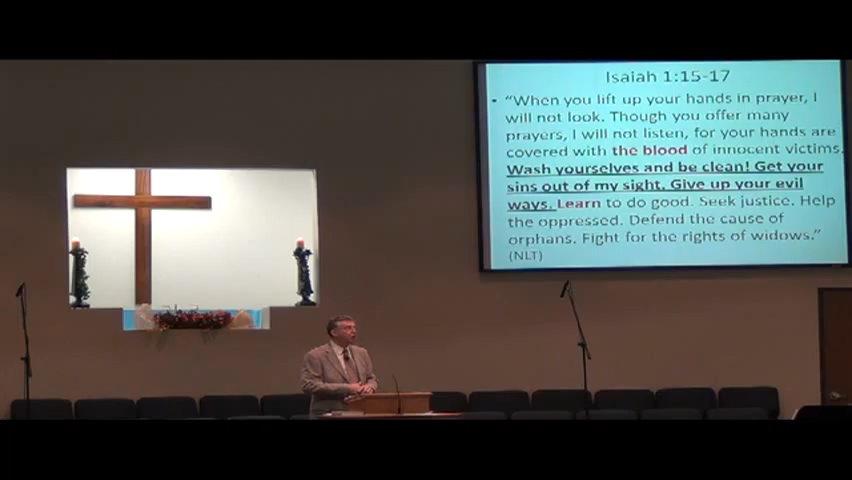 Isaiah 1:15-17
• “When you lift up your hands in prayer, I
will not look. Though you offer many
prayers, I will not listen, for your hands are
covered with the blood of innocent victims.
Wash yourselves and be clean! Get your
sins out of my sight. Give up your evil
ways. Learn to do good. Seek justice. Help
the oppressed. Defend the cause of
orphans. Fight for the rights of widows.”
(NLT)